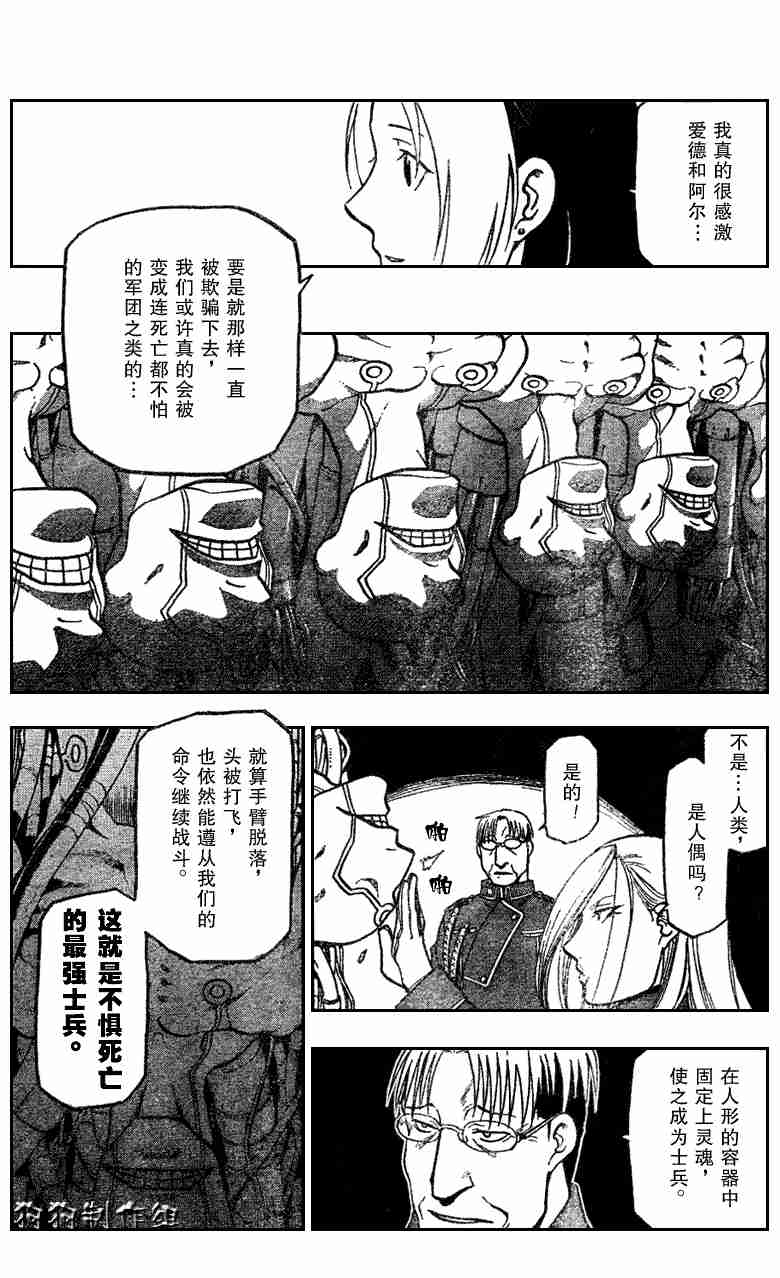 我真的很感激
爱德和阿尔…
要是就那样一直
被欺骗下去，
我们或许真的会被
变成连死亡都不怕
的军团之类的…
不是…人类，
是人偶吗？
是的！
啪
啪
在人形的容器中
固定上灵魂，
使之成为士兵。
就算手臂脱落，
头被打飞，
也依然能遵从我们的
命令继续战斗。
这就是不惧死亡
的最强士兵。
狗狗制作组